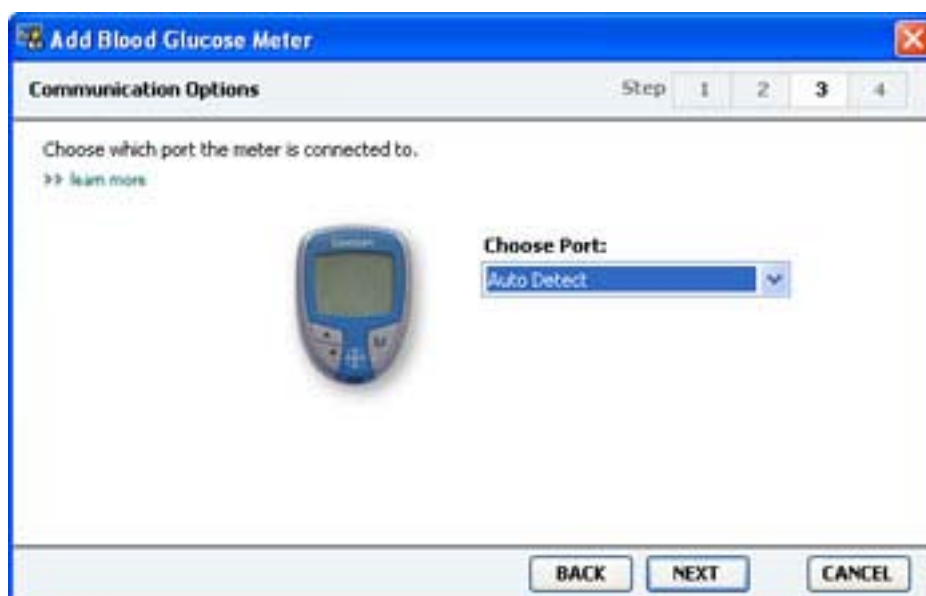 Add Blood Glucose Meter
Communication Options
Step 1 2 3 4
Choose which port the meter is connected to.
>> learn more
Choose Port:
Auto Detect
BACK NEXT CANCEL